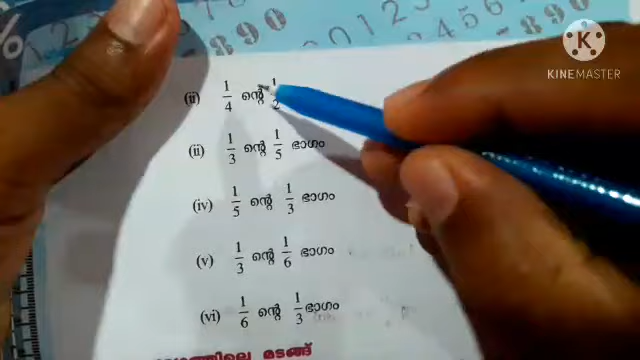 KINEMASTER
(ii) 1/4 ന്റെ 1/2
(ii) 1/3 ന്റെ 1/5 ഭാഗം
(iv) 1/5 ന്റെ 1/3 ഭാഗം
(v) 1/3 ന്റെ 1/6 ഭാഗം
(vi) 1/6 ന്റെ 1/3 ഭാഗം
മടങ്ങ്